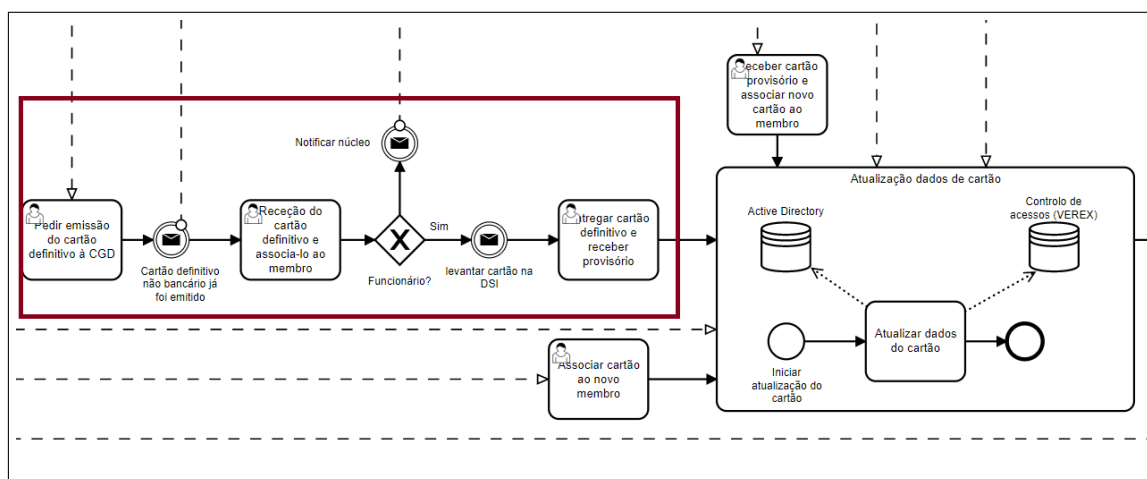 Receber cartão
provisório e
associar novo
cartão ao
membro
Notificar núcleo
Atualização dados de cartão
Pedir emissão
do cartão
definitivo à CGD
Cartão definitivo
não bancário já
foi emitido
Receção do
cartão
definitivo e
associa-lo ao
membro
Sim
Funcionário?
levantar cartão na
DSI
Entregar cartão
definitivo e
receber
provisório
Active Directory
Controlo de
acessos (VEREX)
Iniciar
atualização do
cartão
Atualizar dados
do cartão
Associar cartão
ao novo
membro